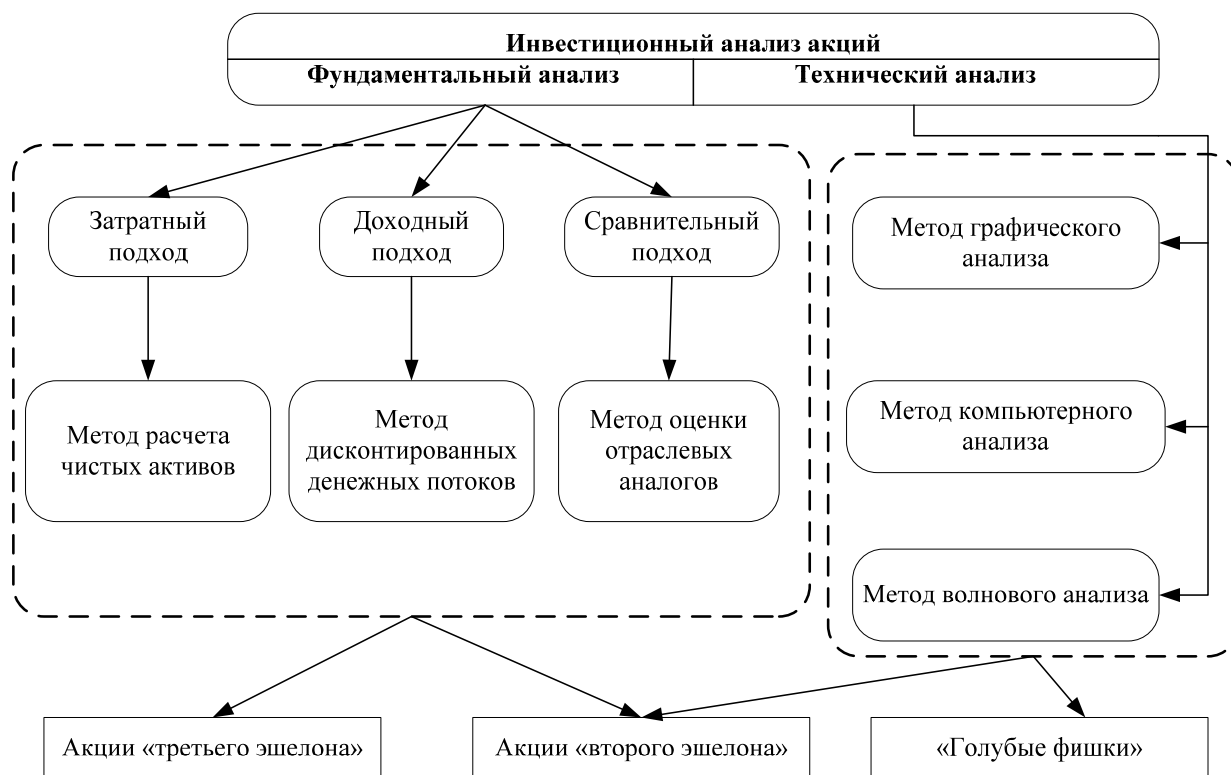 Инвестиционный анализ акций
Фундаментальный анализ
Технический анализ
Затратный
подход
Доходный
подход
Сравнительный
подход
Метод графического
анализа
Метод расчета
чистых активов
Метод
дисконтированных
денежных потоков
Метод оценки
отраслевых
аналогов
Метод компьютерного
анализа
Метод волнового анализа
Акции «третьего эшелона»
Акции «второго эшелона»
«Голубые фишки»